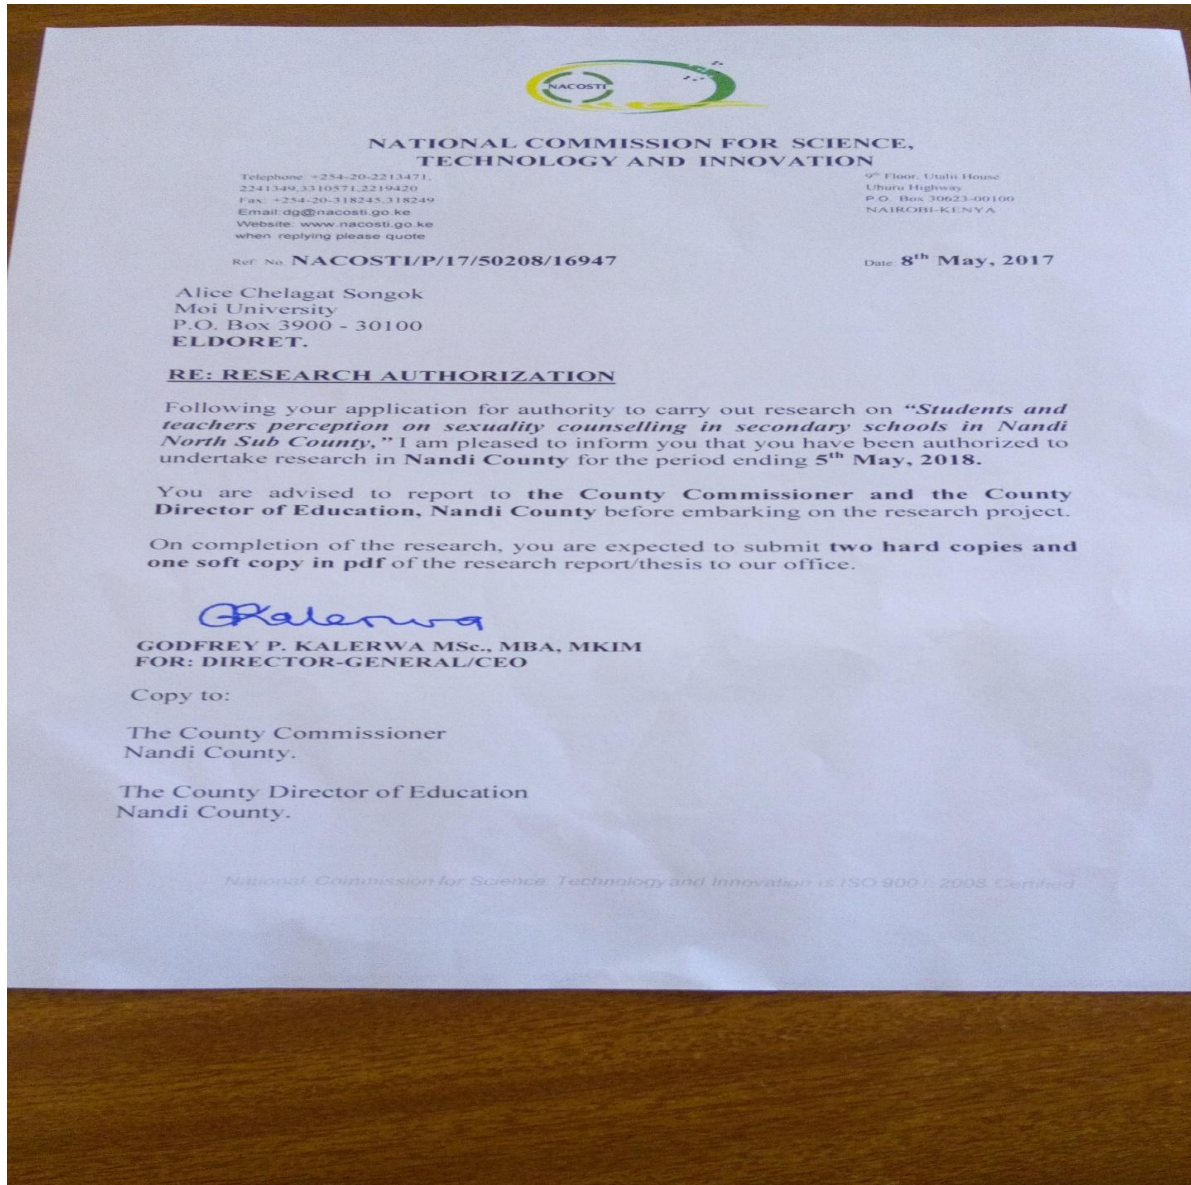 NACOSTI
NATIONAL COMMISSION FOR SCIENCE,
TECHNOLOGY AND INNOVATION
Telephone: +254-20-2213471,
2241349,3310571,2219420
Fax: +254-20-318245,318249
Email:dg@nacosti.go.ke
Website: www.nacosti.go.ke
when replying please quote
9th Floor, Utalii House
Uhuru Highway
P.O. Box 30623-00100
NAIROBI-KENYA
Ref: No. NACOSTI/P/17/50208/16947
Date: 8th May, 2017
Alice Chelagat Songok
Moi University
P.O. Box 3900 - 30100
ELDORET.
RE: RESEARCH AUTHORIZATION
Following your application for authority to carry out research on “Students and
teachers perception on sexuality counselling in secondary schools in Nandi
North Sub County,” I am pleased to inform you that you have been authorized to
undertake research in Nandi County for the period ending 5th May, 2018.
You are advised to report to the County Commissioner and the County
Director of Education, Nandi County before embarking on the research project.
On completion of the research, you are expected to submit two hard copies and
one soft copy in pdf of the research report/thesis to our office.
GPKalerwa
GODFREY P. KALERWA MSc., MBA, MKIM
FOR: DIRECTOR-GENERAL/CEO
Copy to:
The County Commissioner
Nandi County.
The County Director of Education
Nandi County.
National Commission for Science, Technology and Innovation is ISO 9001: 2008 Certified